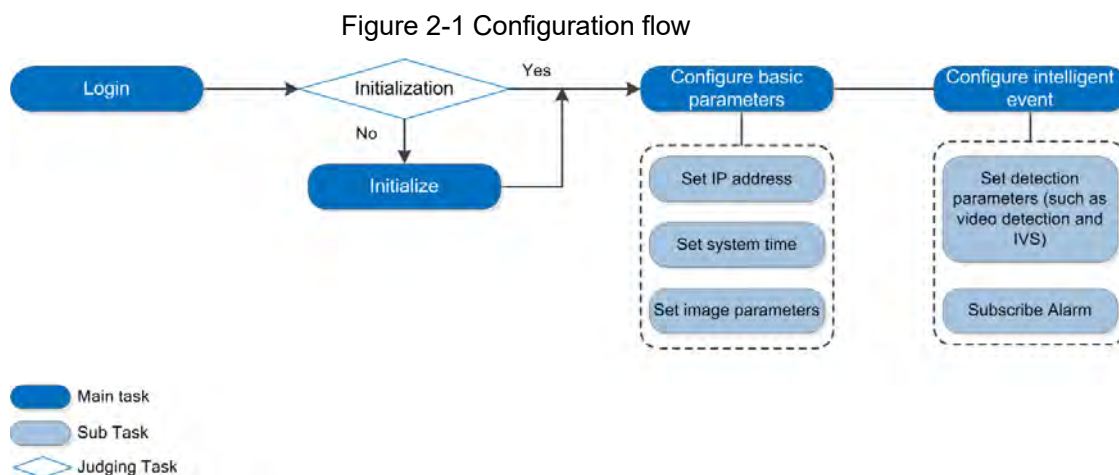 Figure 2-1 Configuration flow
Login
Initialization
Yes
No
Initialize
Configure basic
parameters
Configure intelligent
event
Set IP address
Set system time
Set image parameters
Set detection
parameters (such as
video detection and
IVS)
Subscribe Alarm
Main task
Sub Task
Judging Task